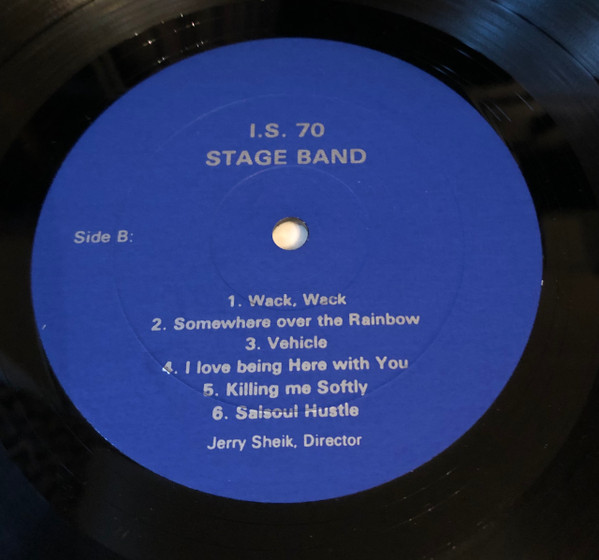 I.S. 70
STAGE BAND
Side B:
1. Wack, Wack
2. Somewhere over the Rainbow
3. Vehicle
4. I love being Here with You
5. Killing me Softly
6. Salsoul Hustle
Jerry Sheik, Director